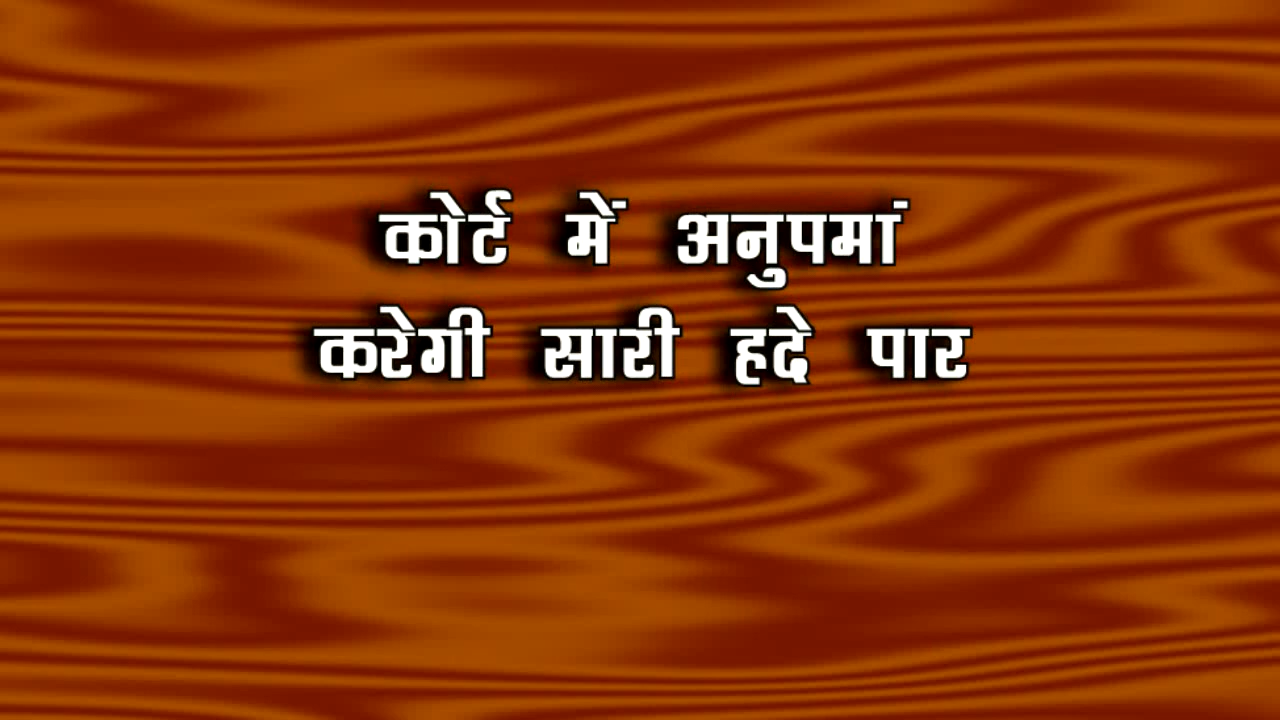 कोर्ट में अनुपमां
करेगी सारी हदे पार